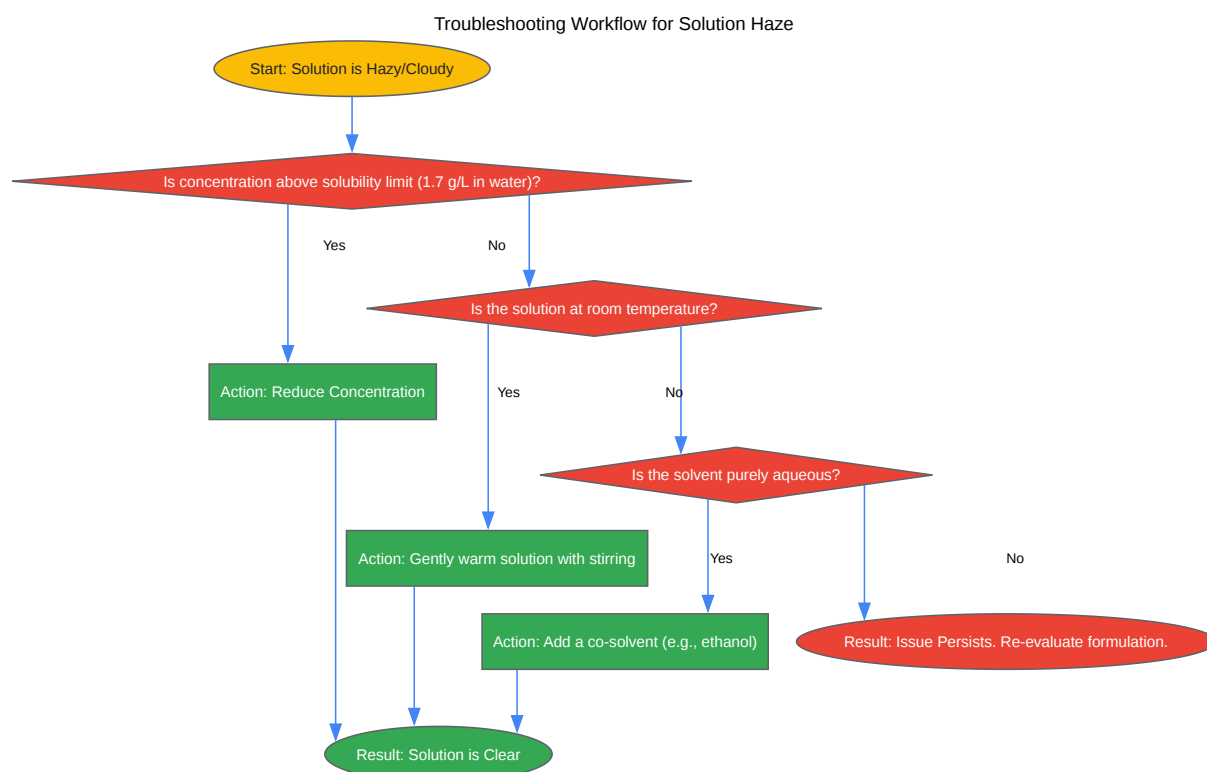 Troubleshooting Workflow for Solution Haze
Start: Solution is Hazy/Cloudy
Is concentration above solubility limit (1.7 g/L in water)?
Yes
No
Is the solution at room temperature?
Action: Reduce Concentration
Yes
No
Is the solvent purely aqueous?
Action: Gently warm solution with stirring
Yes
No
Action: Add a co-solvent (e.g., ethanol)
Result: Issue Persists. Re-evaluate formulation.
Result: Solution is Clear